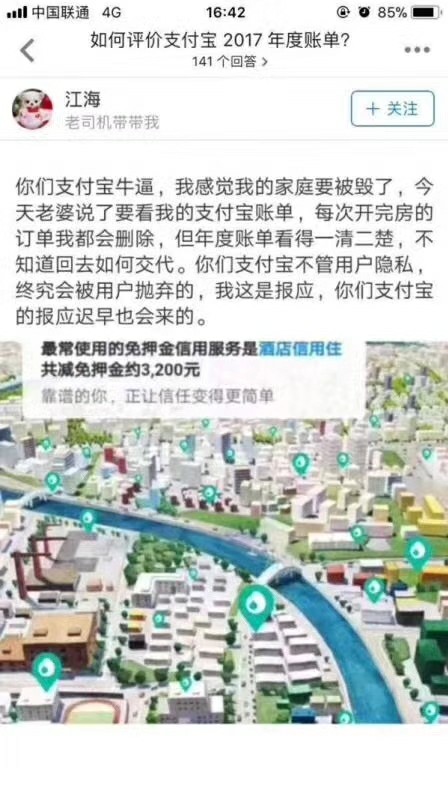 中国联通 4G 16:42 85%
如何评价支付宝 2017 年度账单?
141 个回答 >
江海
老司机带带我
+ 关注
你们支付宝牛逼，我感觉我的家庭要被毁了，今
天老婆说了要看我的支付宝账单，每次开完房的
订单我都会删除，但年度账单看得一清二楚，不
知道回去如何交代。你们支付宝不管用户隐私，
终究会被用户抛弃的，我这是报应，你们支付宝
的报应迟早也会来的。
最常使用的免押金信用服务是酒店信用住
共减免押金约3,200元
靠谱的你，正让信任变得更简单